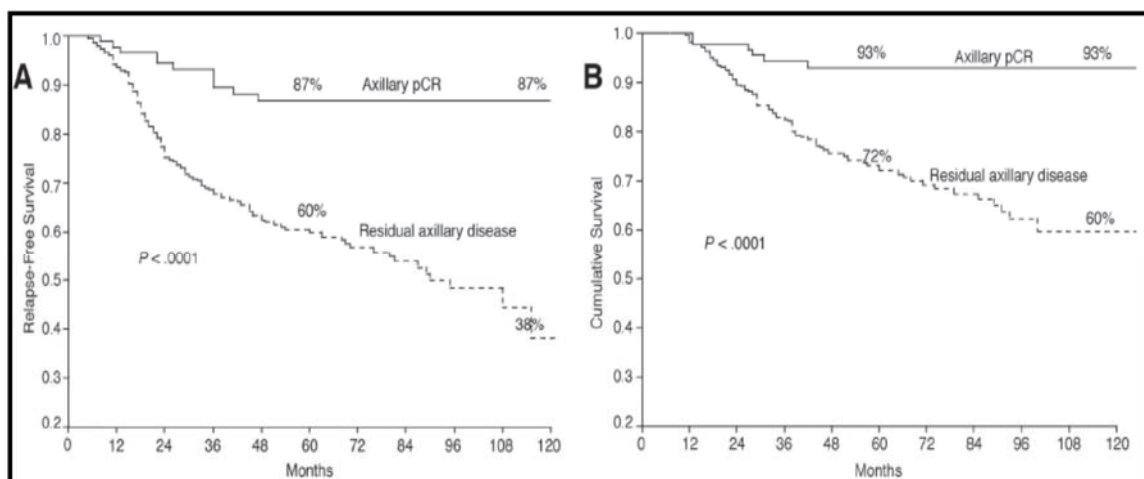 A
Relapse-Free Survival
1.0
0.9
0.8
0.7
0.6
0.5
0.4
0.3
0.2
87% Axillary pCR 87%
60%
Residual axillary disease
P < .0001
38%
0 12 24 36 48 60 72 84 96 108 120
Months
B
Cumulative Survival
1.0
0.9
0.8
0.7
0.6
0.5
0.4
0.3
0.2
93% Axillary pCR 93%
72%
Residual axillary disease
60%
P < .0001
0 12 24 36 48 60 72 84 96 108 120
Months